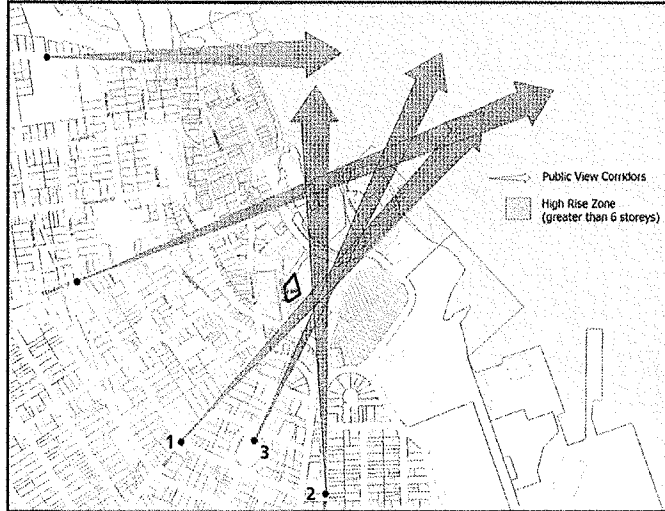 Public View Corridors
High Rise Zone
(greater than 6 storeys)
1
3
2